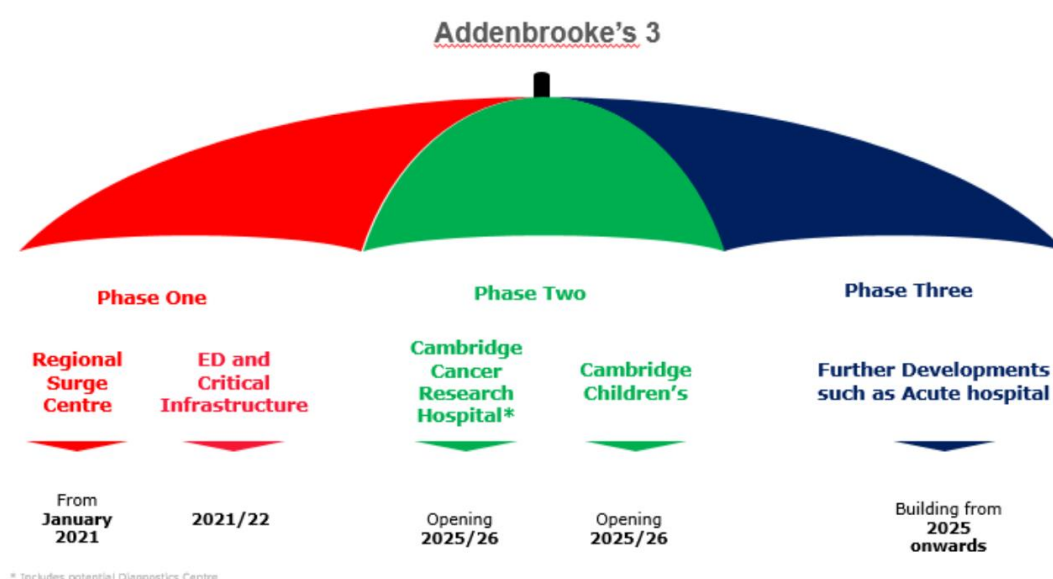 Addenbrooke's 3
Phase One
Phase Two
Phase Three
Regional
Surge
Centre
ED and
Critical
Infrastructure
Cambridge
Cancer
Research
Hospital*
Cambridge
Children's
Further Developments
such as Acute hospital
From
January
2021
2021/22
Opening
2025/26
Opening
2025/26
Building from
2025
onwards
* Includes potential Diagnostics Centre